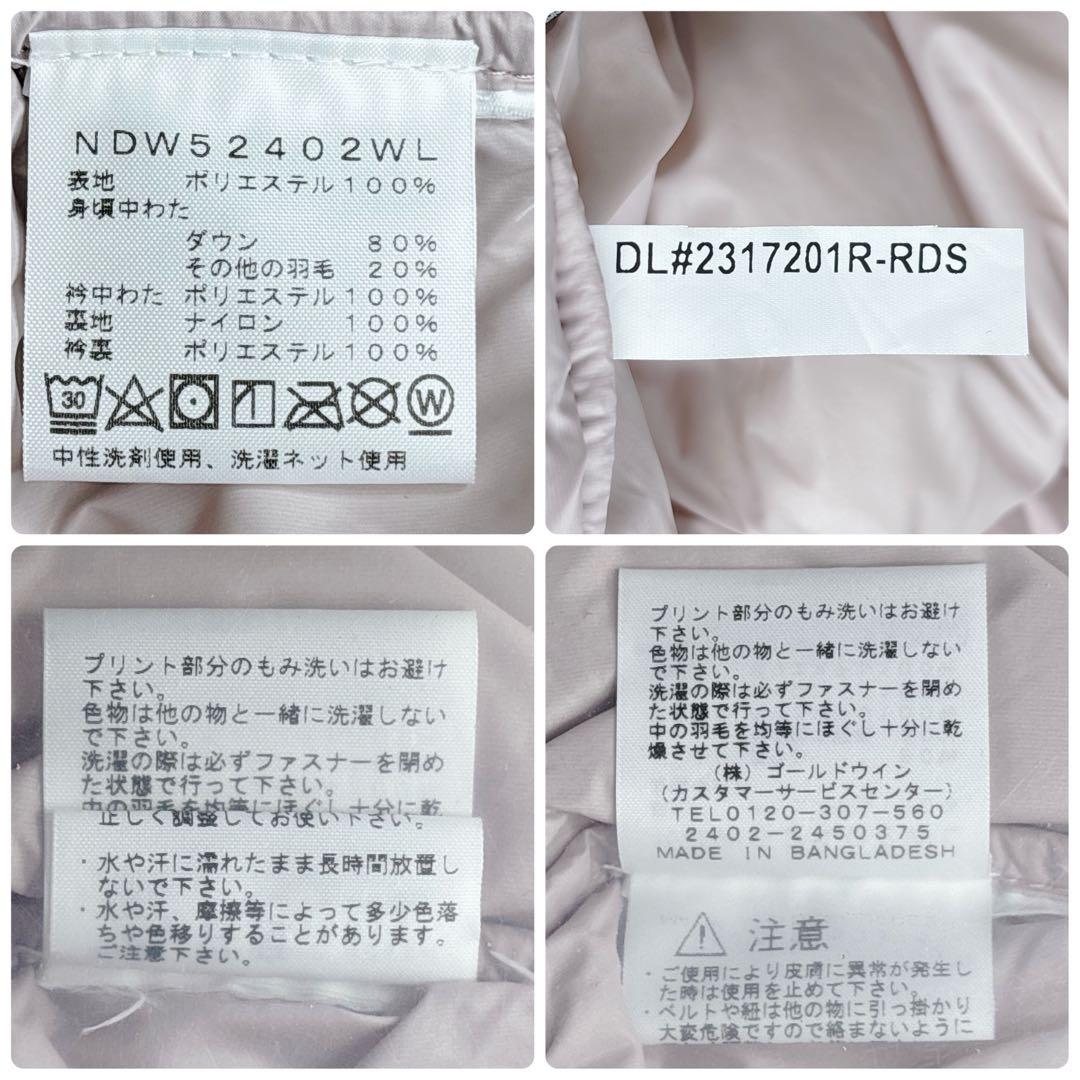 NDW52402WL
表地 ポリエステル100%
身頃中わた
ダウン 80%
その他の羽毛 20%
衿中わた ポリエステル100%
裏地 ナイロン 100%
衿裏 ポリエステル100%
30
W
中性洗剤使用、洗濯ネット使用
DL#2317201R-RDS
プリント部分のもみ洗いはお避け
下さい。
色物は他の物と一緒に洗濯しない
で下さい。
洗濯の際は必ずファスナーを閉め
た状態で行って下さい。
中の羽毛を均等にほぐし十分に乾
正しく調整してお使い下さい。
・水や汗に濡れたまま長時間放置し
ないで下さい。
・水や汗、摩擦等によって多少色落
ちや色移りすることがあります。
ご注意下さい。
プリント部分のもみ洗いはお避け
下さい。
色物は他の物と一緒に洗濯しない
で下さい。
洗濯の際は必ずファスナーを閉め
た状態で行って下さい。
中の羽毛を均等にほぐし十分に乾
燥させて下さい。
(株)ゴールドウイン
(カスタマーサービスセンター)
TEL0120-307-560
2402-2450375
MADE IN BANGLADESH
注意
・ご使用により皮膚に異常が発生し
た時は使用を止めて下さい。
・ベルトや紐は他の物に引っ掛かり
大変危険ですので絡まないように